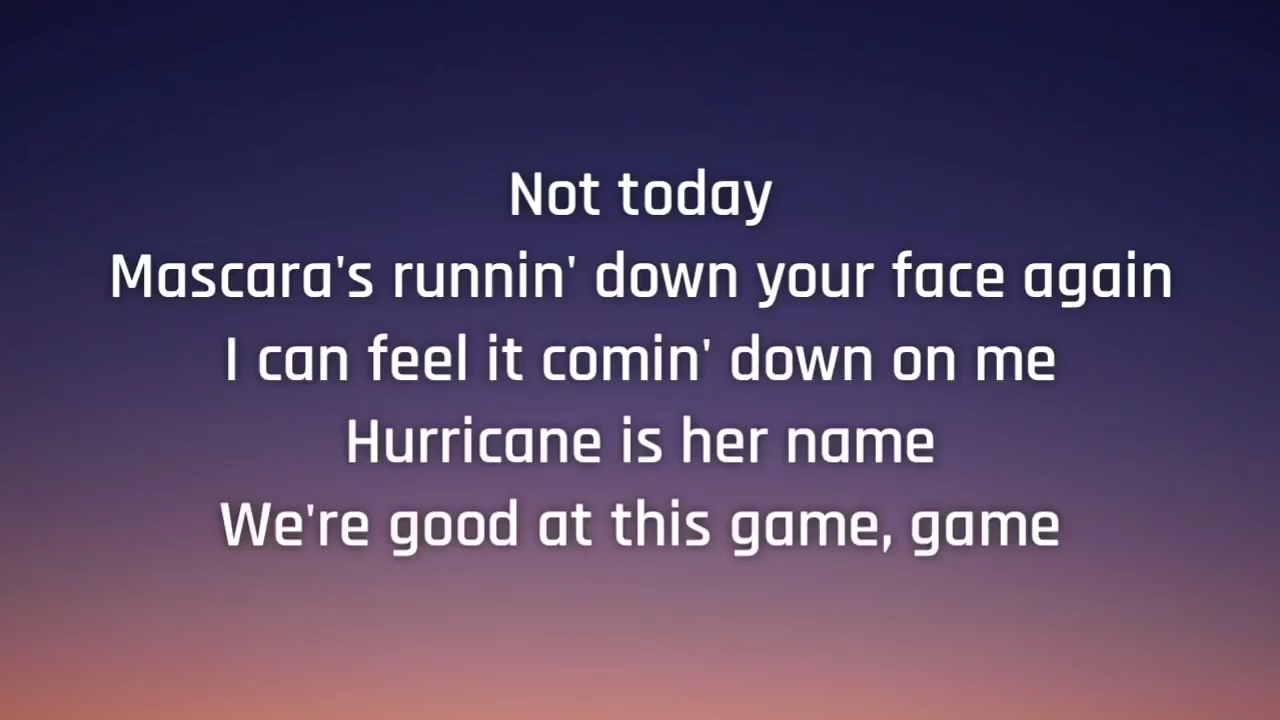 Not today
Mascara's runnin' down your face again
I can feel it comin' down on me
Hurricane is her name
We're good at this game, game